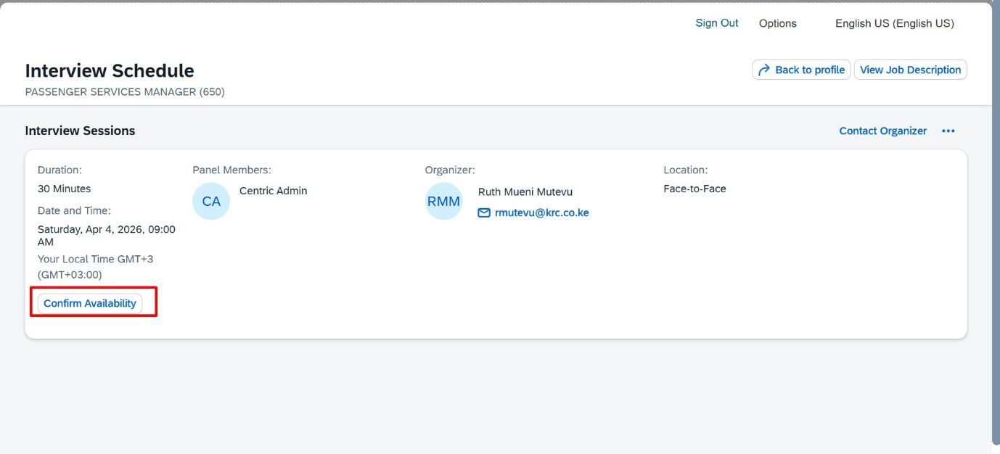 Sign Out
Options
English US (English US)
Interview Schedule
Back to profile
View Job Description
PASSENGER SERVICES MANAGER (650)
Interview Sessions
Contact Organizer
Duration:
30 Minutes
Date and Time:
Saturday, Apr 4, 2026, 09:00
AM
Your Local Time GMT+3
(GMT+03:00)
Confirm Availability
Panel Members:
CA
Centric Admin
Organizer:
RMM
Ruth Mueni Mutevu
rmutevu@krc.co.ke
Location:
Face-to-Face